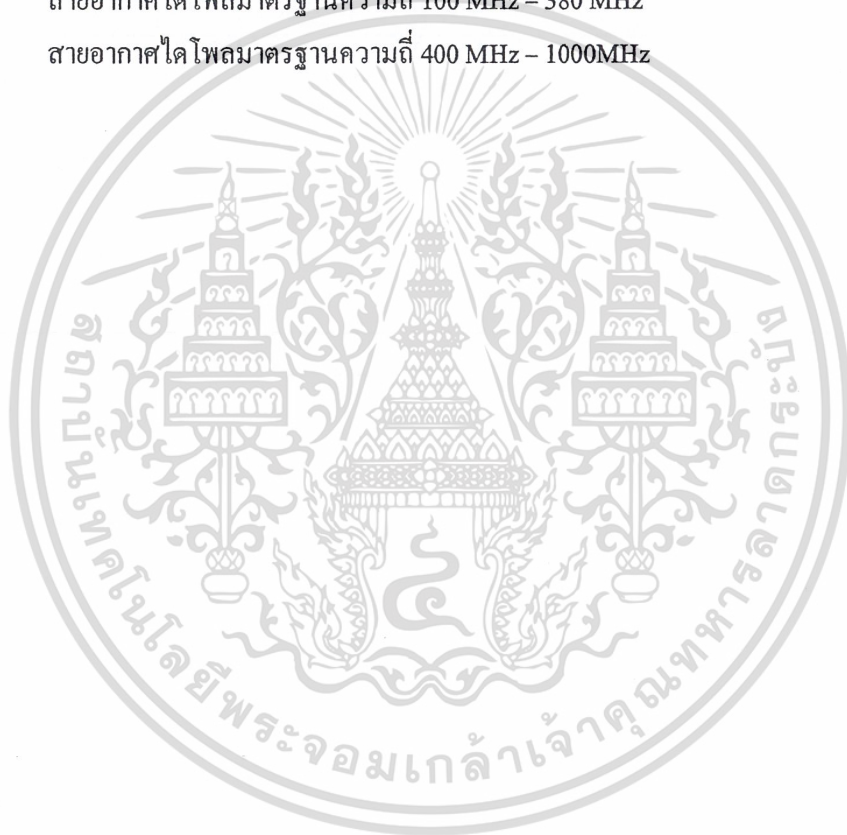 สายอากาศไดโพลมาตรฐานความถี่ 100 MHz – 380 MHz
สายอากาศไดโพลมาตรฐานความถี่ 400 MHz – 1000MHz
สถาบันเทคโนโลยีพระจอมเกล้าเจ้าคุณทหารลาดกระบัง
๔